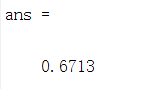 ans =
0.6713